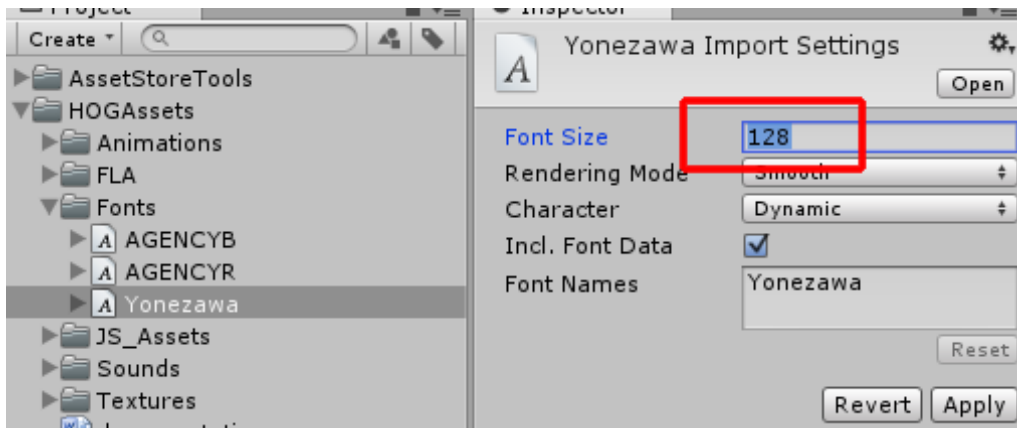 Project
Inspector
Create
Yonezawa Import Settings
Open
AssetStoreTools
HOGAssets
Animations
FLA
Fonts
AGENCYB
AGENCYR
Yonezawa
JS_Assets
Sounds
Textures
Font Size
128
Rendering Mode
Smooth
Character
Dynamic
Incl. Font Data
Font Names
Yonezawa
Reset
Revert
Apply